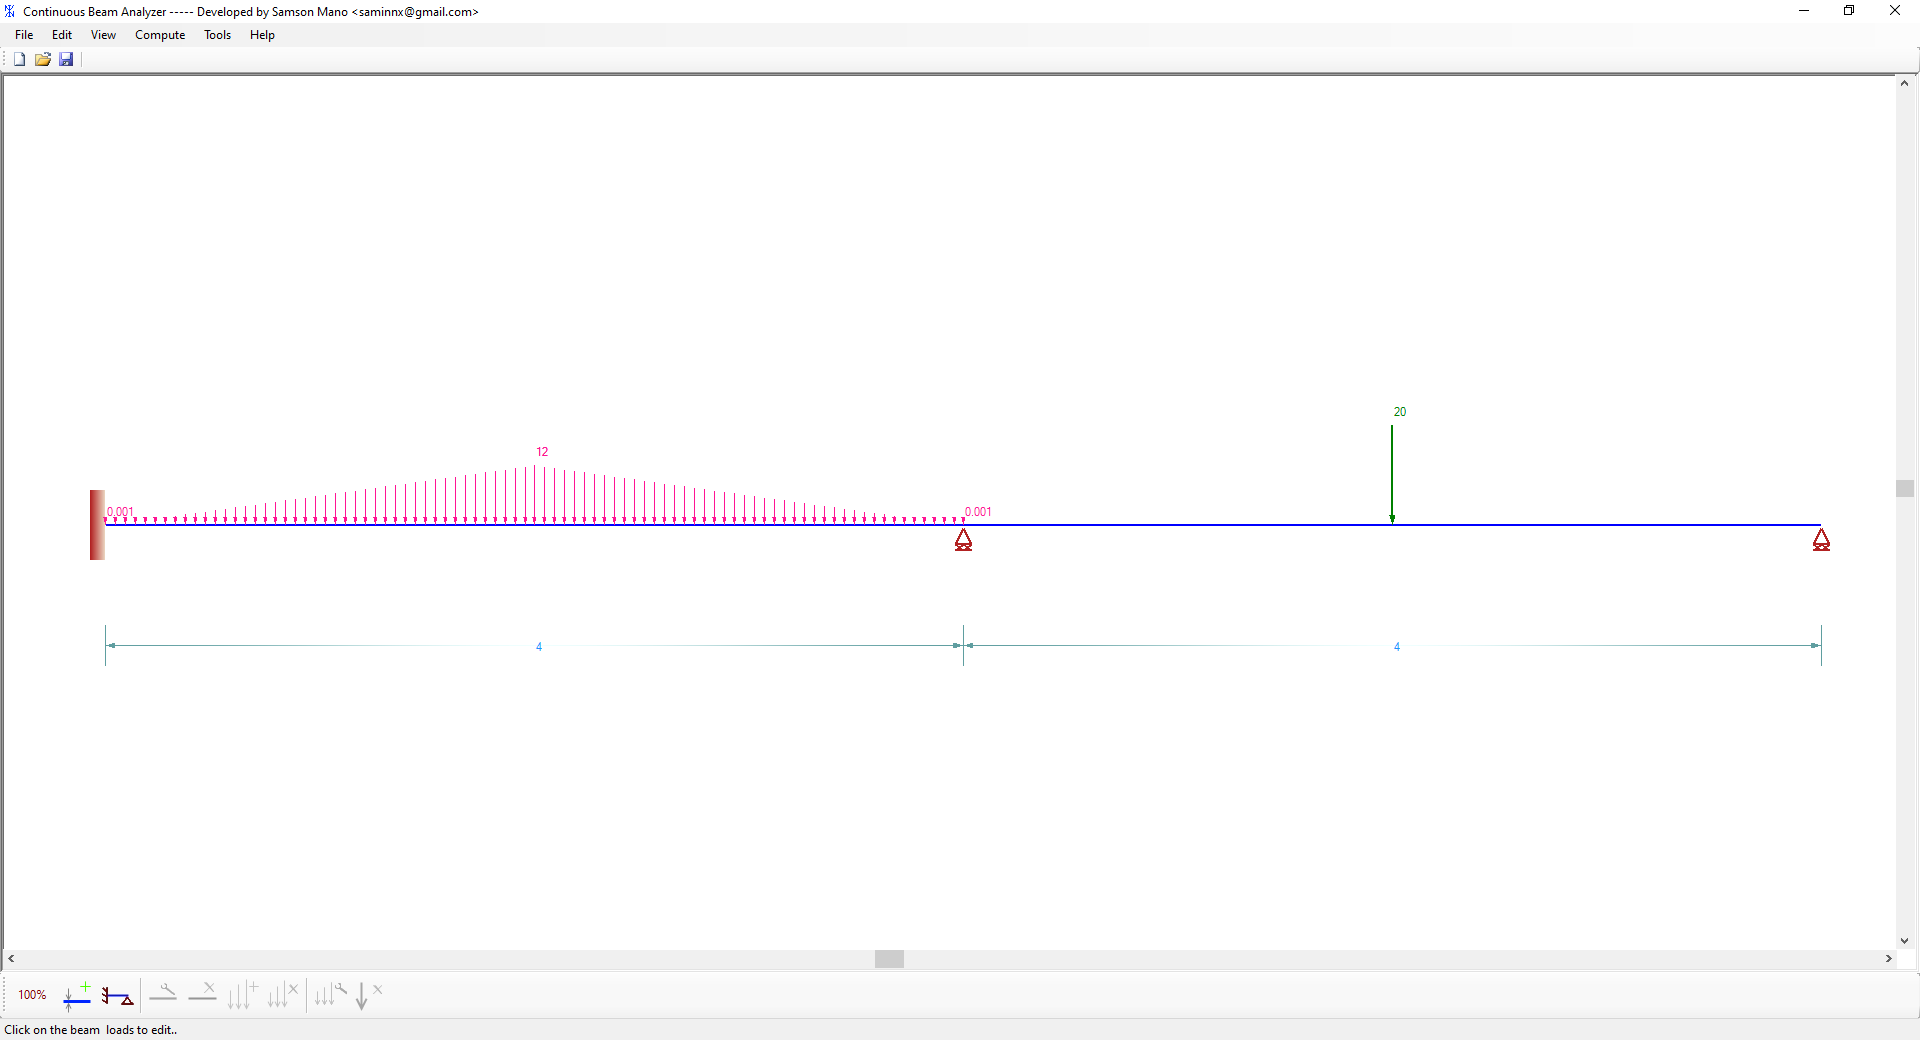 Continuous Beam Analyzer ----- Developed by Samson Mano <saminnx@gmail.com>
File Edit View Compute Tools Help
20
12
0.001 0.001
4 4
100%
Click on the beam  loads to edit..